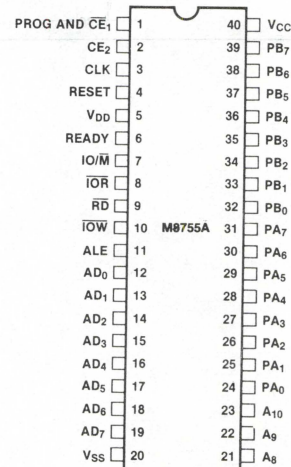 PROG AND C̅E̅₁ 1 40 VCC
CE₂ 2 39 PB₇
CLK 3 38 PB₆
RESET 4 37 PB₅
VDD 5 36 PB₄
READY 6 35 PB₃
IO/M̅ 7 34 PB₂
I̅O̅R̅ 8 33 PB₁
R̅D̅ 9 32 PB₀
I̅O̅W̅ 10 M8755A 31 PA₇
ALE 11 30 PA₆
AD₀ 12 29 PA₅
AD₁ 13 28 PA₄
AD₂ 14 27 PA₃
AD₃ 15 26 PA₂
AD₄ 16 25 PA₁
AD₅ 17 24 PA₀
AD₆ 18 23 A₁₀
AD₇ 19 22 A₉
VSS 20 21 A₈